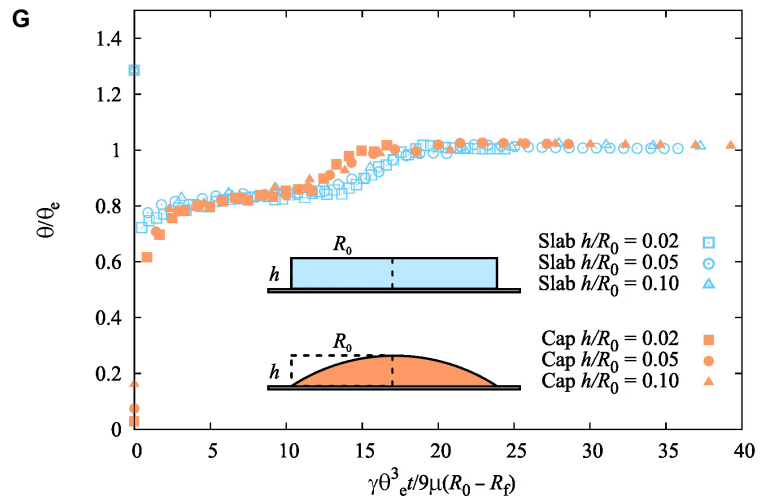 G
1.4
1.2
1
0.8
0.6
0.4
0.2
0
θ/θe
0 5 10 15 20 25 30 35 40
γθ³e t/9μ(R0 – Rf)
R0
h
Slab h/R0 = 0.02
Slab h/R0 = 0.05
Slab h/R0 = 0.10
R0
h
Cap h/R0 = 0.02
Cap h/R0 = 0.05
Cap h/R0 = 0.10